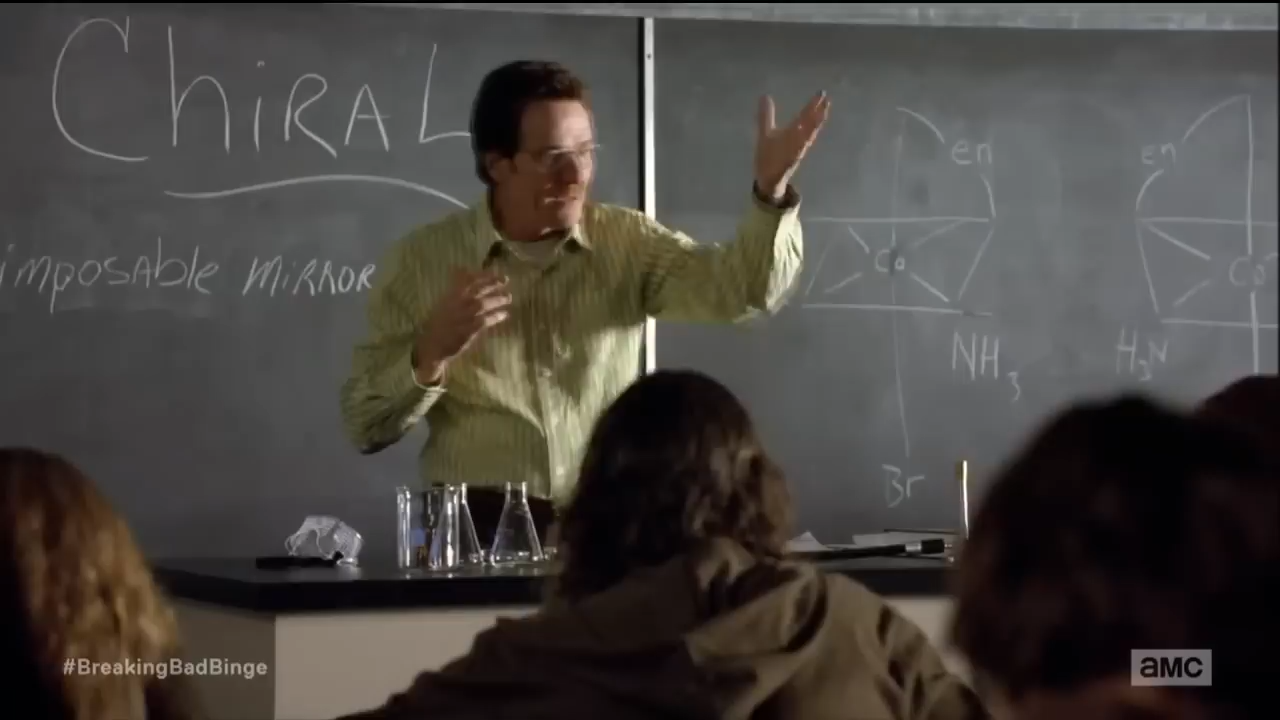 CHIRAL
imposable MIRROR
en
en
Co
Co
NH3
H3N
Br
#BreakingBadBinge
aMC